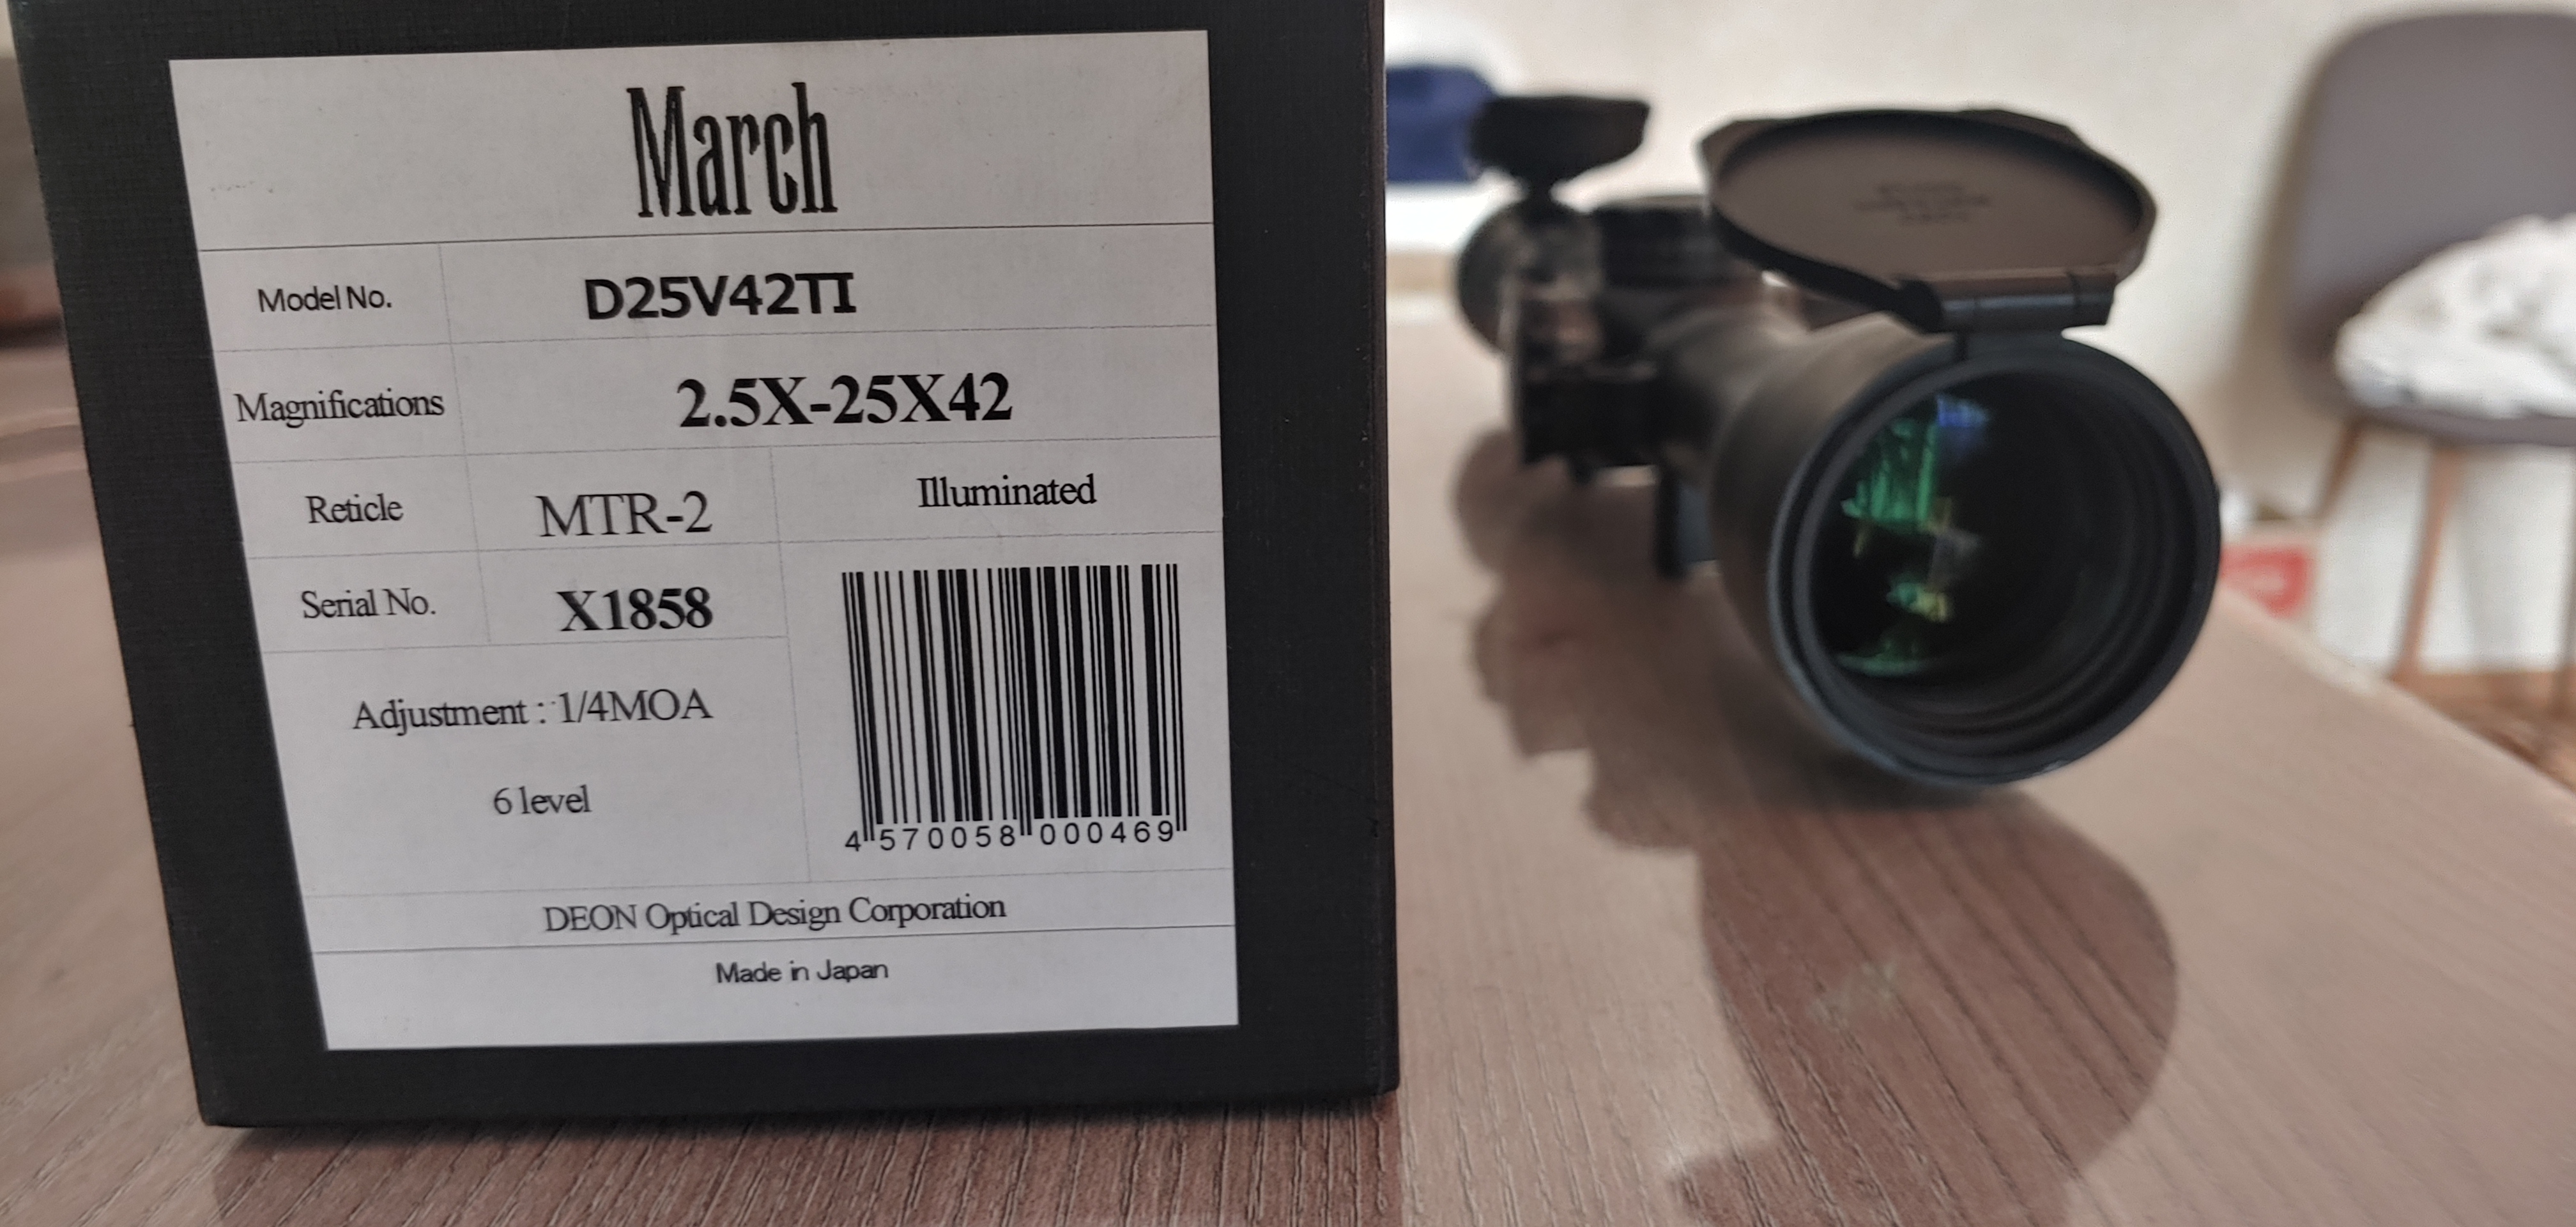 March
Model No. D25V42TI
Magnifications 2.5X-25X42
Reticle MTR-2 Illuminated
Serial No. X1858
Adjustment : 1/4MOA
6 level
4 570058 000469
DEON Optical Design Corporation
Made in Japan